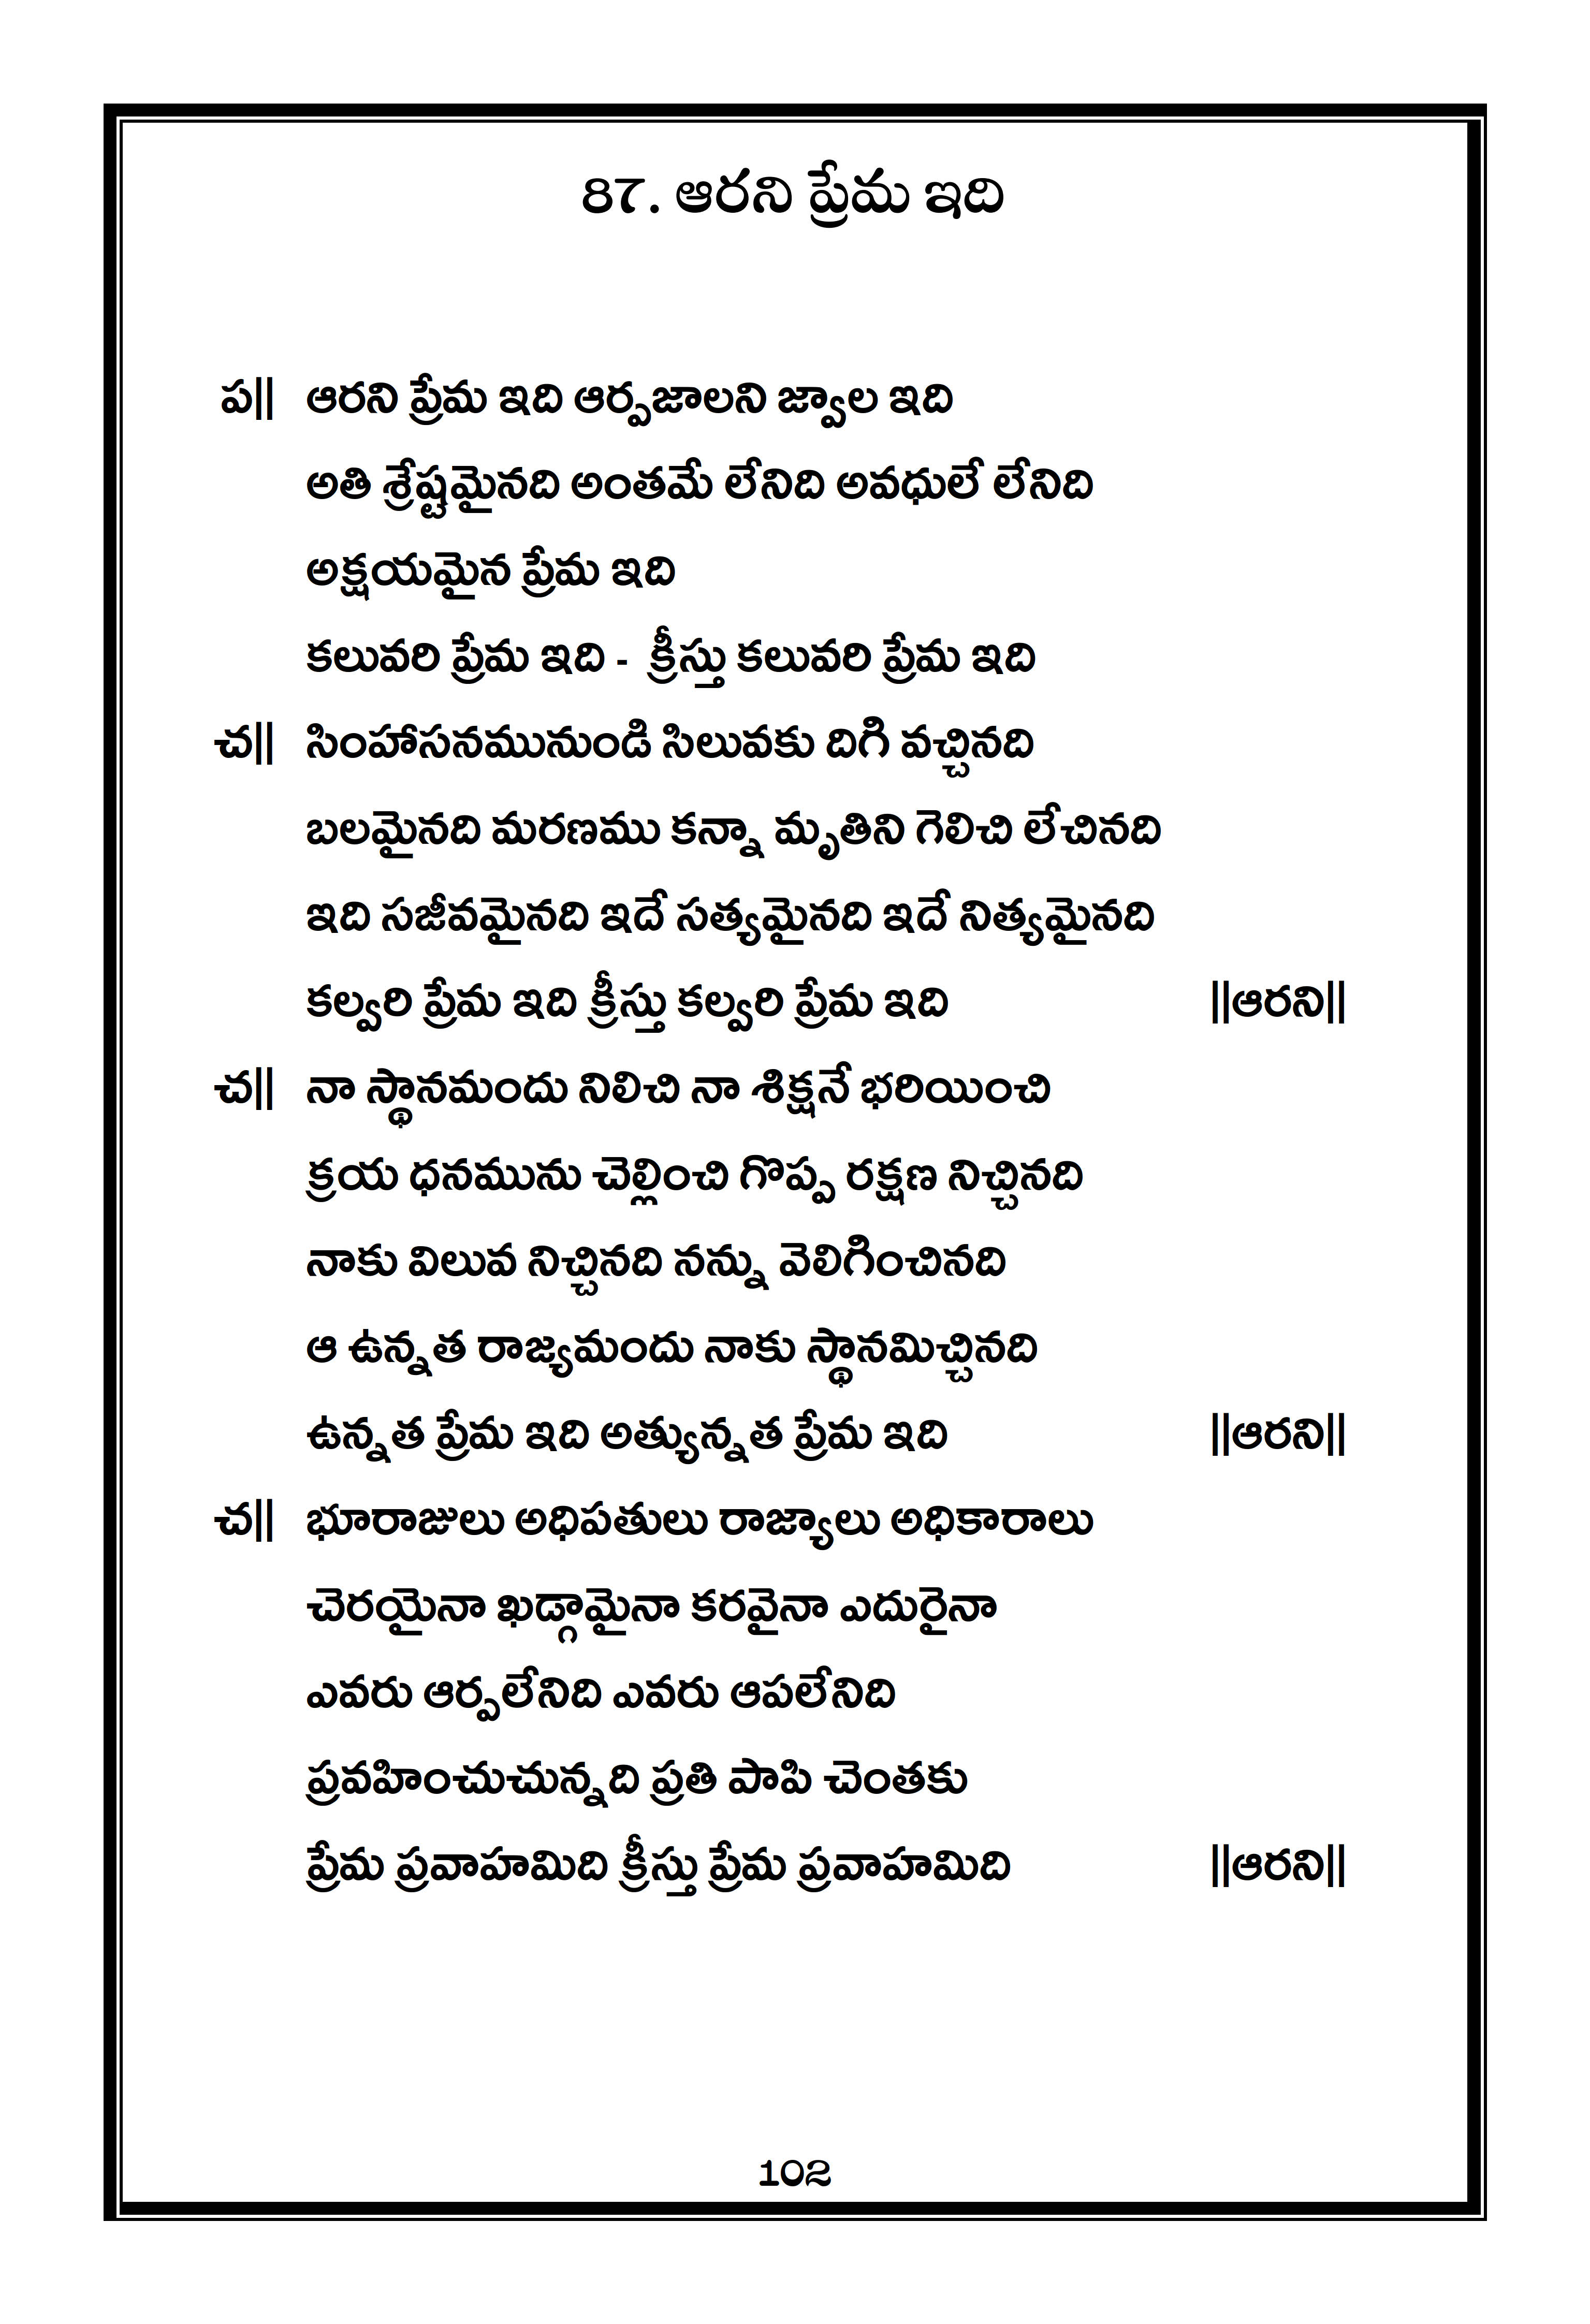 87. ఆరని ప్రేమ ఇది
ప|| ఆరని ప్రేమ ఇది ఆర్పజాలని జ్వాల ఇది
అతి శ్రేష్టమైనది అంతమే లేనిది అవధులే లేనిది
అక్షయమైన ప్రేమ ఇది
కలువరి ప్రేమ ఇది - క్రీస్తు కలువరి ప్రేమ ఇది
చ|| సింహాసనమునుండి సిలువకు దిగి వచ్చినది
బలమైనది మరణము కన్నా మృతిని గెలిచి లేచినది
ఇది సజీవమైనది ఇదే సత్యమైనది ఇదే నిత్యమైనది
కల్వరి ప్రేమ ఇది క్రీస్తు కల్వరి ప్రేమ ఇది ||ఆరని||
చ|| నా స్థానమందు నిలిచి నా శిక్షనే భరియించి
క్రయ ధనమును చెల్లించి గొప్ప రక్షణ నిచ్చినది
నాకు విలువ నిచ్చినది నన్ను వెలిగించినది
ఆ ఉన్నత రాజ్యమందు నాకు స్థానమిచ్చినది
ఉన్నత ప్రేమ ఇది అత్యున్నత ప్రేమ ఇది ||ఆరని||
చ|| భూరాజులు అధిపతులు రాజ్యాలు అధికారాలు
చెరయైనా ఖడ్గామైనా కరవైనా ఎదురైనా
ఎవరు ఆర్పలేనిది ఎవరు ఆపలేనిది
ప్రవహించుచున్నది ప్రతి పాపి చెంతకు
ప్రేమ ప్రవాహమిది క్రీస్తు ప్రేమ ప్రవాహమిది ||ఆరని||
102